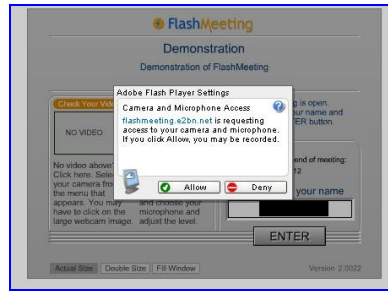 FlashMeeting
Demonstration
Demonstration of FlashMeeting
Adobe Flash Player Settings
Camera and Microphone Access
flashmeeting.e2bn.net is requesting
access to your camera and microphone.
If you click Allow, you may be recorded.
Allow
Deny
Check Your Vide
NO VIDEO
No video above?
Click here. Sele
your camera fro
the menu that
appears. You may
have to click on the
large webcam image.
and choose your
microphone and
adjust the level.
g is open.
ur name and
ER button.
end of meeting:
12
your name
ENTER
Actual Size
Double Size
Fill Window
Version 2.0022